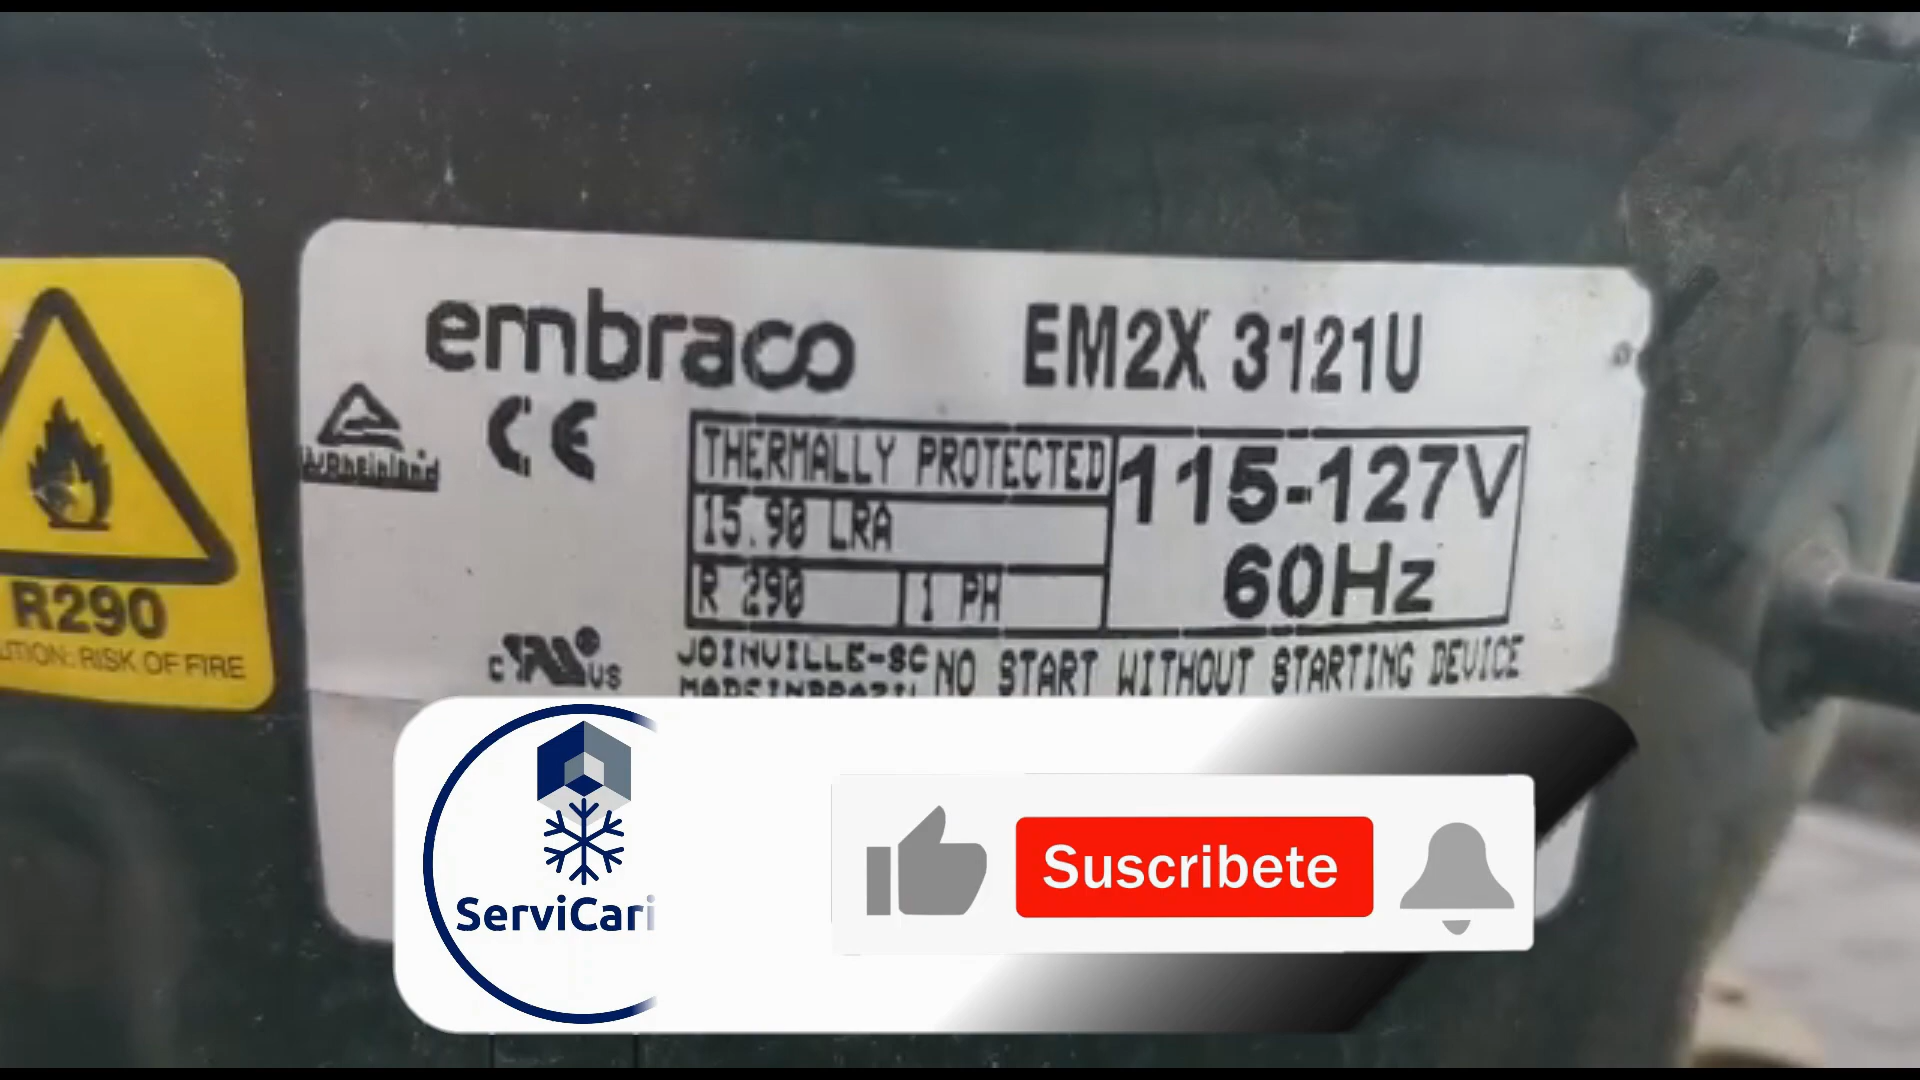 embraco EM2X 3121U
CE
THERMALLY PROTECTED
15.90 LRA
R 290 1 PH
115-127V
60Hz
c US
JOINVILLE-SC
NO START WITHOUT STARTING DEVICE
R290
RISK OF FIRE
ServiCari
Suscribete